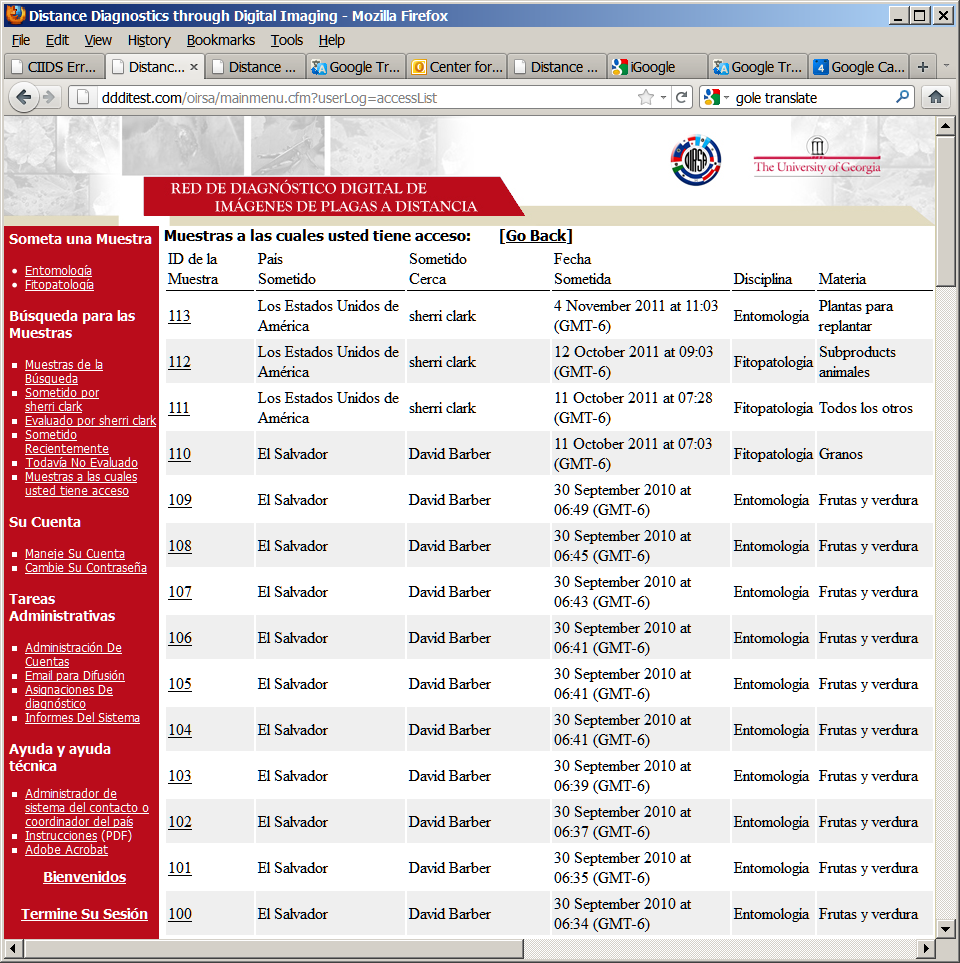 Distance Diagnostics through Digital Imaging - Mozilla Firefox
File Edit View History Bookmarks Tools Help
CIIDS Err... Distanc... × Distance ... Google Tr... Center for... Distance ... iGoogle Google Tr... 4 Google Ca... +
ddditest.com/oirsa/mainmenu.cfm?userLog=accessList gole translate
OIRSA The University of Georgia
RED DE DIAGNÓSTICO DIGITAL DE
IMÁGENES DE PLAGAS A DISTANCIA
Someta una Muestra
Entomología
Fitopatología
Búsqueda para las
Muestras
Muestras de la
Búsqueda
Sometido por
sherri clark
Evaluado por sherri clark
Sometido
Recientemente
Todavía No Evaluado
Muestras a las cuales
usted tiene acceso
Su Cuenta
Maneje Su Cuenta
Cambie Su Contraseña
Tareas
Administrativas
Administración De
Cuentas
Email para Difusión
Asignaciones De
diagnóstico
Informes Del Sistema
Ayuda y ayuda
técnica
Administrador de
sistema del contacto o
coordinador del país
Instrucciones (PDF)
Adobe Acrobat
Bienvenidos
Termine Su Sesión
Muestras a las cuales usted tiene acceso: [Go Back]
ID de la País Sometido Fecha
Muestra Sometido Cerca Sometida Disciplina Materia
113 Los Estados Unidos de América sherri clark 4 November 2011 at 11:03 (GMT-6) Entomologia Plantas para replantar
112 Los Estados Unidos de América sherri clark 12 October 2011 at 09:03 (GMT-6) Fitopatologia Subproducts animales
111 Los Estados Unidos de América sherri clark 11 October 2011 at 07:28 (GMT-6) Fitopatologia Todos los otros
110 El Salvador David Barber 11 October 2011 at 07:03 (GMT-6) Fitopatologia Granos
109 El Salvador David Barber 30 September 2010 at 06:49 (GMT-6) Entomologia Frutas y verdura
108 El Salvador David Barber 30 September 2010 at 06:45 (GMT-6) Entomologia Frutas y verdura
107 El Salvador David Barber 30 September 2010 at 06:43 (GMT-6) Entomologia Frutas y verdura
106 El Salvador David Barber 30 September 2010 at 06:41 (GMT-6) Entomologia Frutas y verdura
105 El Salvador David Barber 30 September 2010 at 06:41 (GMT-6) Entomologia Frutas y verdura
104 El Salvador David Barber 30 September 2010 at 06:41 (GMT-6) Entomologia Frutas y verdura
103 El Salvador David Barber 30 September 2010 at 06:39 (GMT-6) Entomologia Frutas y verdura
102 El Salvador David Barber 30 September 2010 at 06:37 (GMT-6) Entomologia Frutas y verdura
101 El Salvador David Barber 30 September 2010 at 06:35 (GMT-6) Entomologia Frutas y verdura
100 El Salvador David Barber 30 September 2010 at 06:34 (GMT-6) Entomologia Frutas y verdura